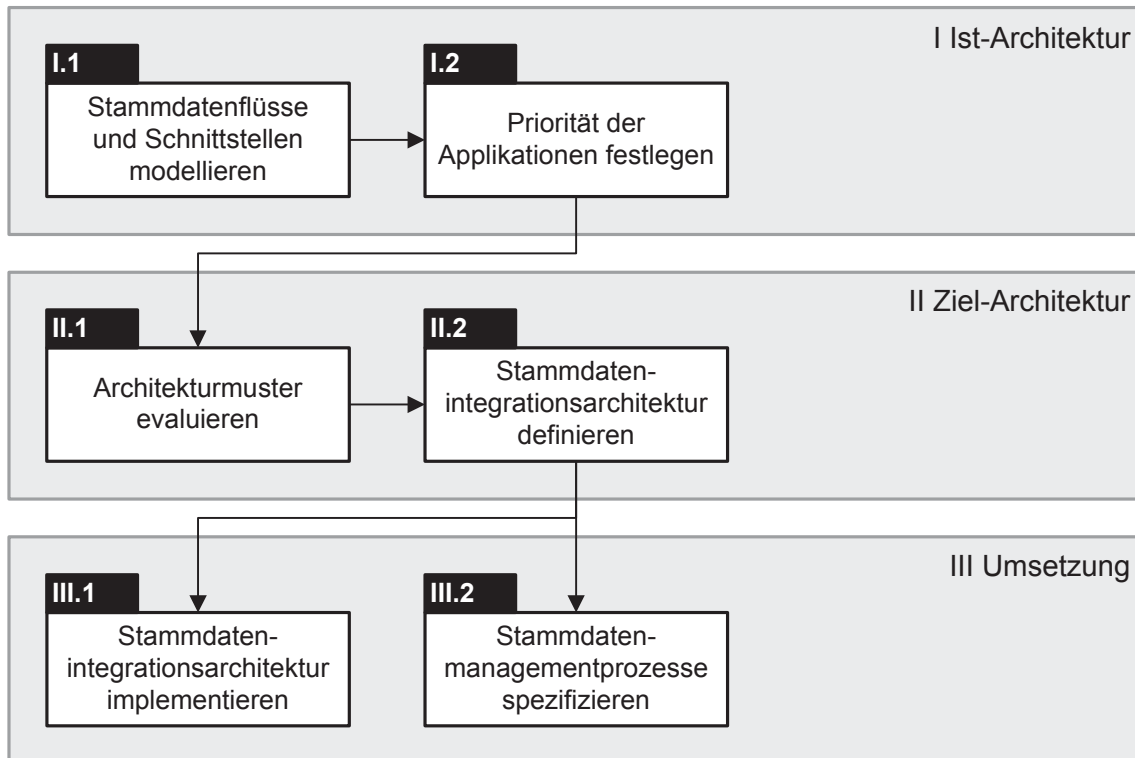 I Ist-Architektur
I.1
Stammdatenflüsse
und Schnittstellen
modellieren
I.2
Priorität der
Applikationen festlegen
II Ziel-Architektur
II.1
Architekturmuster
evaluieren
II.2
Stammdaten-
integrationsarchitektur
definieren
III Umsetzung
III.1
Stammdaten-
integrationsarchitektur
implementieren
III.2
Stammdaten-
managementprozesse
spezifizieren